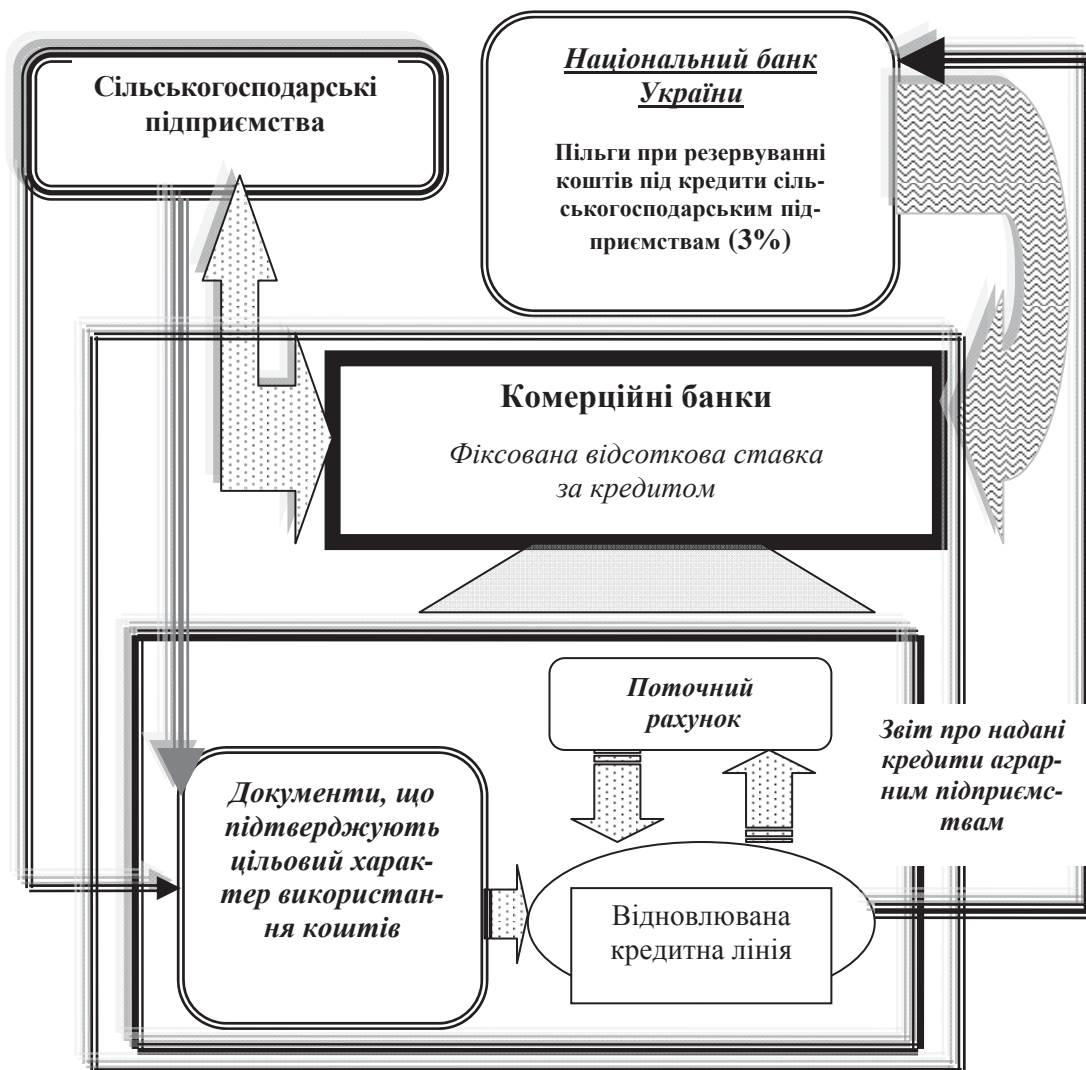 Сільськогосподарські
підприємства
Національний банк
України
Пільги при резервуванні
коштів під кредити сіль-
ськогосподарським під-
приємствам (3%)
Комерційні банки
Фіксована відсоткова ставка
за кредитом
Поточний
рахунок
Звіт про надані
кредити аграр-
ним підприємс-
твам
Документи, що
підтверджують
цільовий харак-
тер використан-
ня коштів
Відновлювана
кредитна лінія